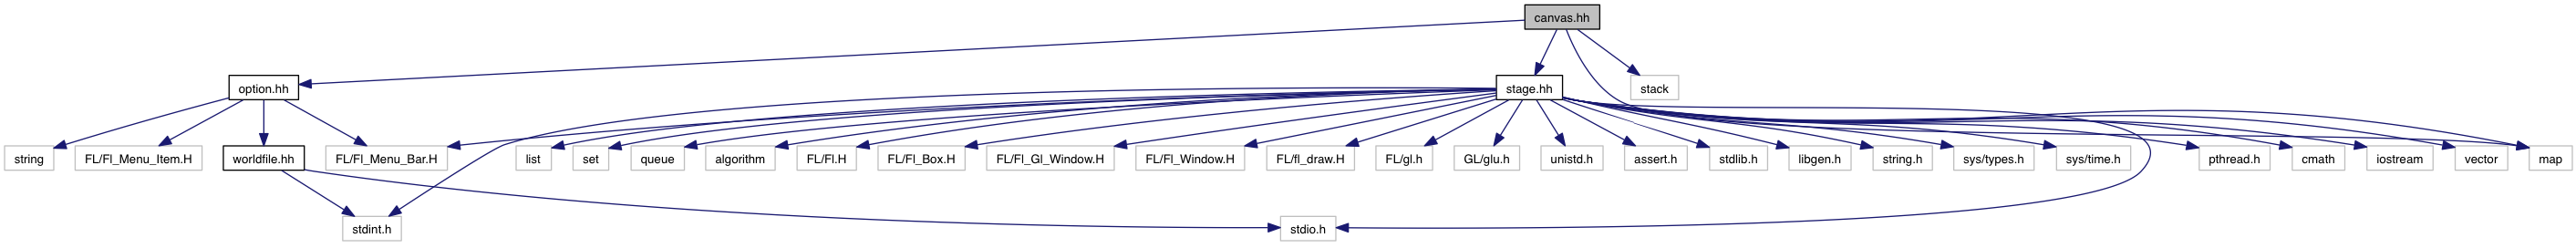 canvas.hh
option.hh
stage.hh
stack
string
FL/Fl_Menu_Item.H
worldfile.hh
FL/Fl_Menu_Bar.H
list
set
queue
algorithm
FL/Fl.H
FL/Fl_Box.H
FL/Fl_Gl_Window.H
FL/Fl_Window.H
FL/fl_draw.H
FL/gl.h
GL/glu.h
unistd.h
assert.h
stdlib.h
libgen.h
string.h
sys/types.h
sys/time.h
pthread.h
cmath
iostream
vector
map
stdint.h
stdio.h